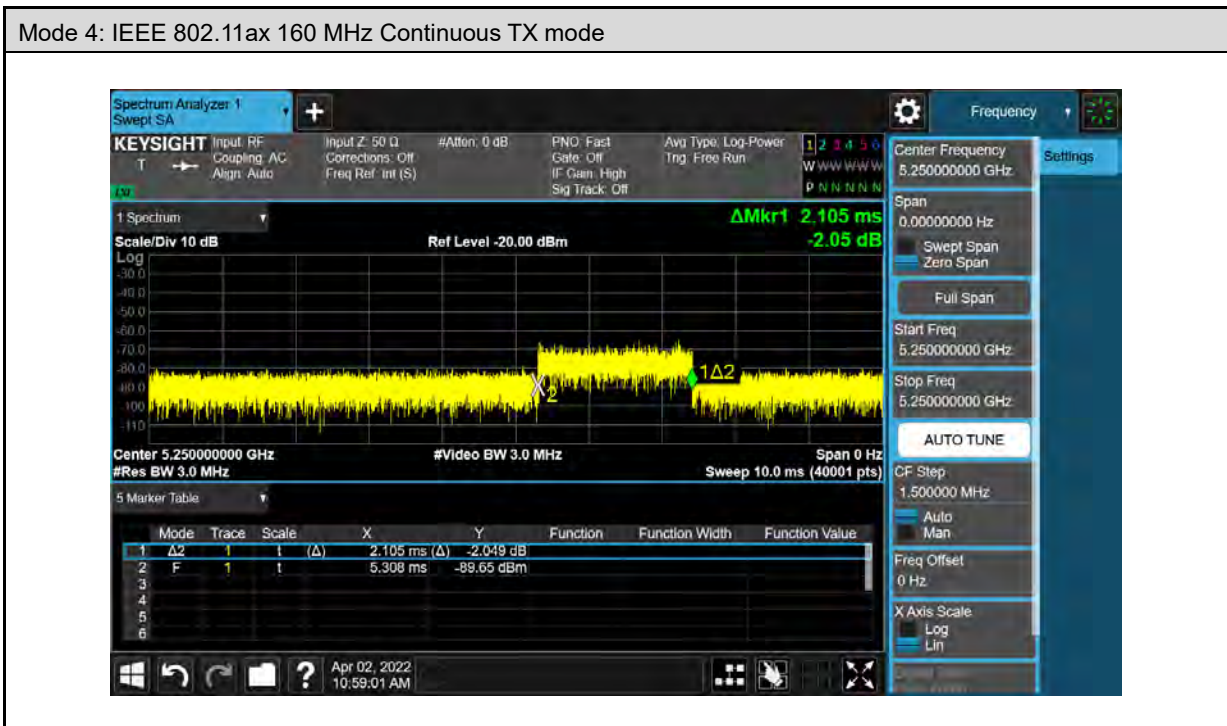 Mode 4: IEEE 802.11ax 160 MHz Continuous TX mode
Spectrum Analyzer 1
Swept SA
+
Frequency
KEYSIGHT
T
Input: RF
Coupling: AC
Align: Auto
Input Z: 50 Ω
Corrections: Off
Freq Ref: Int (S)
#Atten: 0 dB
PNO: Fast
Gate: Off
IF Gain: High
Sig Track: Off
Avg Type: Log-Power
Trig: Free Run
1 2 3 4 5 6
W W W W W W
P N N N N N
Center Frequency
5.250000000 GHz
Settings
Span
0.00000000 Hz
Swept Span
Zero Span
Full Span
Start Freq
5.250000000 GHz
Stop Freq
5.250000000 GHz
AUTO TUNE
CF Step
1.500000 MHz
Auto
Man
Freq Offset
0 Hz
X Axis Scale
Log
Lin
1 Spectrum
ΔMkr1 2.105 ms
-2.05 dB
Scale/Div 10 dB
Ref Level -20.00 dBm
Log
-30.0
-40.0
-50.0
-60.0
-70.0
-80.0
-90.0
-100
-110
1Δ2
2
Center 5.250000000 GHz
#Video BW 3.0 MHz
Span 0 Hz
#Res BW 3.0 MHz
Sweep 10.0 ms (40001 pts)
5 Marker Table
Mode Trace Scale X Y Function Function Width Function Value
1 Δ2 1 t (Δ) 2.105 ms (Δ) -2.049 dB
2 F 1 t 5.308 ms -89.65 dBm
3
4
5
6
?
Apr 02, 2022
10:59:01 AM